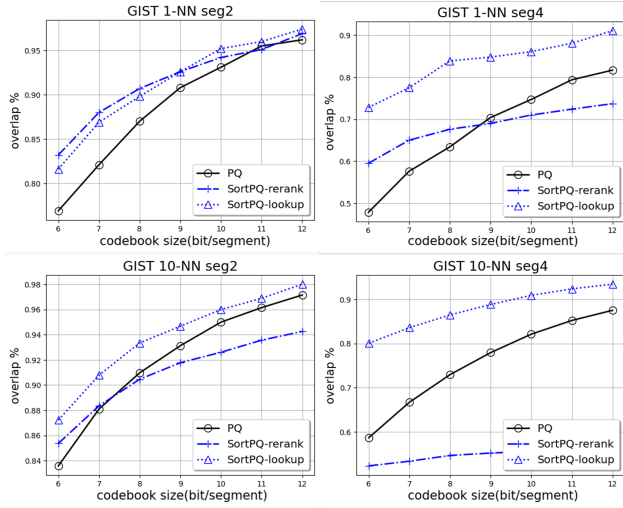 GIST 1-NN seg2
overlap %
0.95
0.90
0.85
0.80
PQ
SortPQ-rerank
SortPQ-lookup
6 7 8 9 10 11 12
codebook size(bit/segment)
GIST 1-NN seg4
overlap %
0.9
0.8
0.7
0.6
0.5
PQ
SortPQ-rerank
SortPQ-lookup
6 7 8 9 10 11 12
codebook size(bit/segment)
GIST 10-NN seg2
overlap %
0.98
0.96
0.94
0.92
0.90
0.88
0.86
0.84
PQ
SortPQ-rerank
SortPQ-lookup
6 7 8 9 10 11 12
codebook size(bit/segment)
GIST 10-NN seg4
overlap %
0.9
0.8
0.7
0.6
PQ
SortPQ-rerank
SortPQ-lookup
6 7 8 9 10 11 12
codebook size(bit/segment)